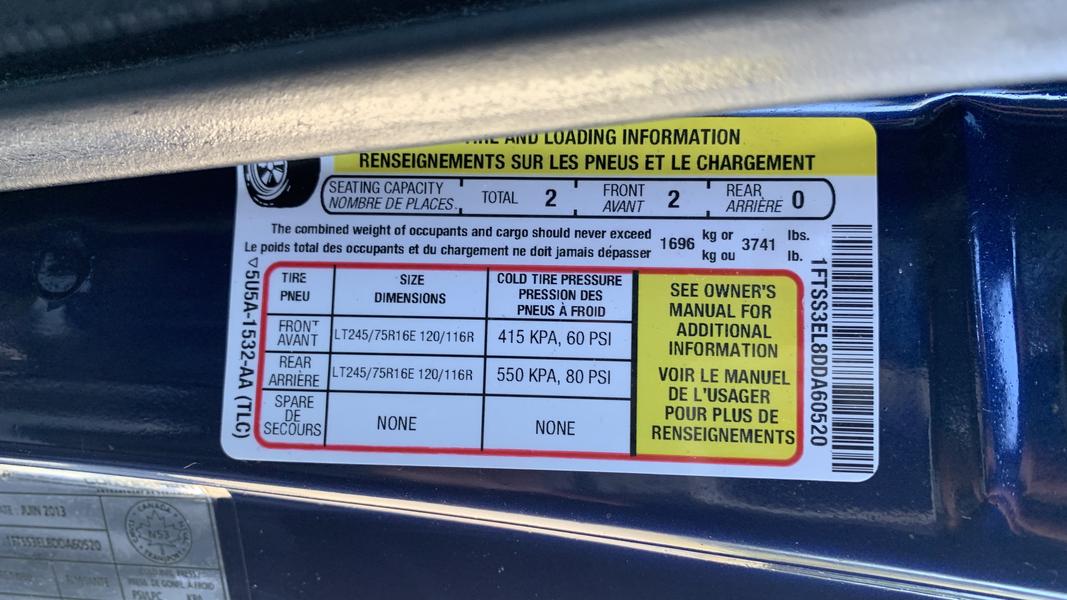 AND LOADING INFORMATION
RENSEIGNEMENTS SUR LES PNEUS ET LE CHARGEMENT
SEATING CAPACITY
NOMBRE DE PLACES
TOTAL 2
FRONT
AVANT 2
REAR
ARRIÈRE 0
The combined weight of occupants and cargo should never exceed 1696 kg or 3741 lbs.
Le poids total des occupants et du chargement ne doit jamais dépasser kg ou lb.
TIRE
PNEU
SIZE
DIMENSIONS
COLD TIRE PRESSURE
PRESSION DES
PNEUS À FROID
FRONT
AVANT
LT245/75R16E 120/116R
415 KPA, 60 PSI
REAR
ARRIÈRE
LT245/75R16E 120/116R
550 KPA, 80 PSI
SPARE
DE
SECOURS
NONE
NONE
SEE OWNER'S
MANUAL FOR
ADDITIONAL
INFORMATION
VOIR LE MANUEL
DE L'USAGER
POUR PLUS DE
RENSEIGNEMENTS
▽5U5A-1532-AA (TLC)
1FTSS3EL8DDA60520
JUIN 2013
1FTSS3EL8DDA60520
CANADA